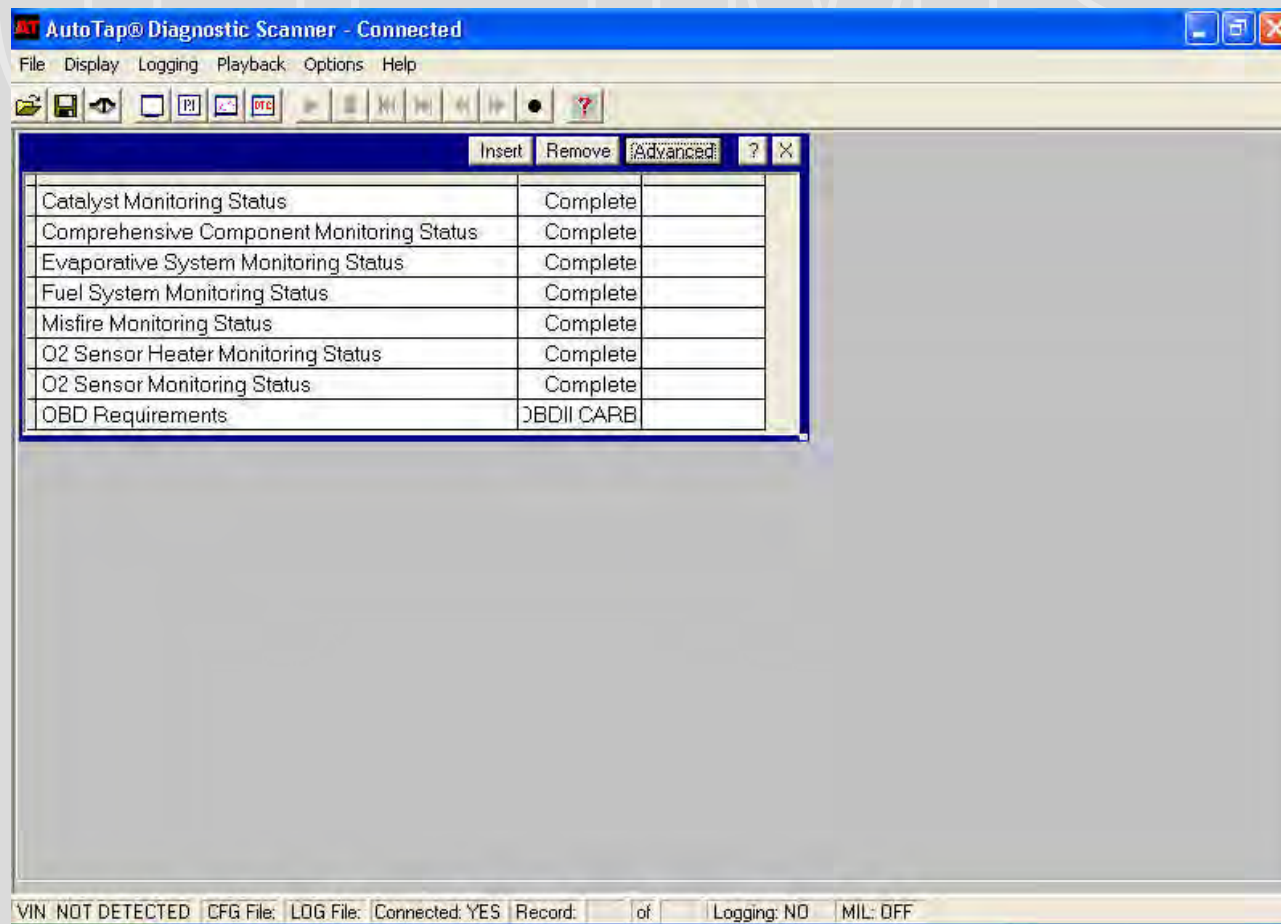 AT AutoTap® Diagnostic Scanner - Connected
File Display Logging Playback Options Help
PI DTC ?
Insert Remove Advanced ? X
Catalyst Monitoring Status Complete
Comprehensive Component Monitoring Status Complete
Evaporative System Monitoring Status Complete
Fuel System Monitoring Status Complete
Misfire Monitoring Status Complete
O2 Sensor Heater Monitoring Status Complete
O2 Sensor Monitoring Status Complete
OBD Requirements OBDII CARB
VIN NOT DETECTED CFG File: LOG File: Connected: YES Record: of Logging: NO MIL: OFF